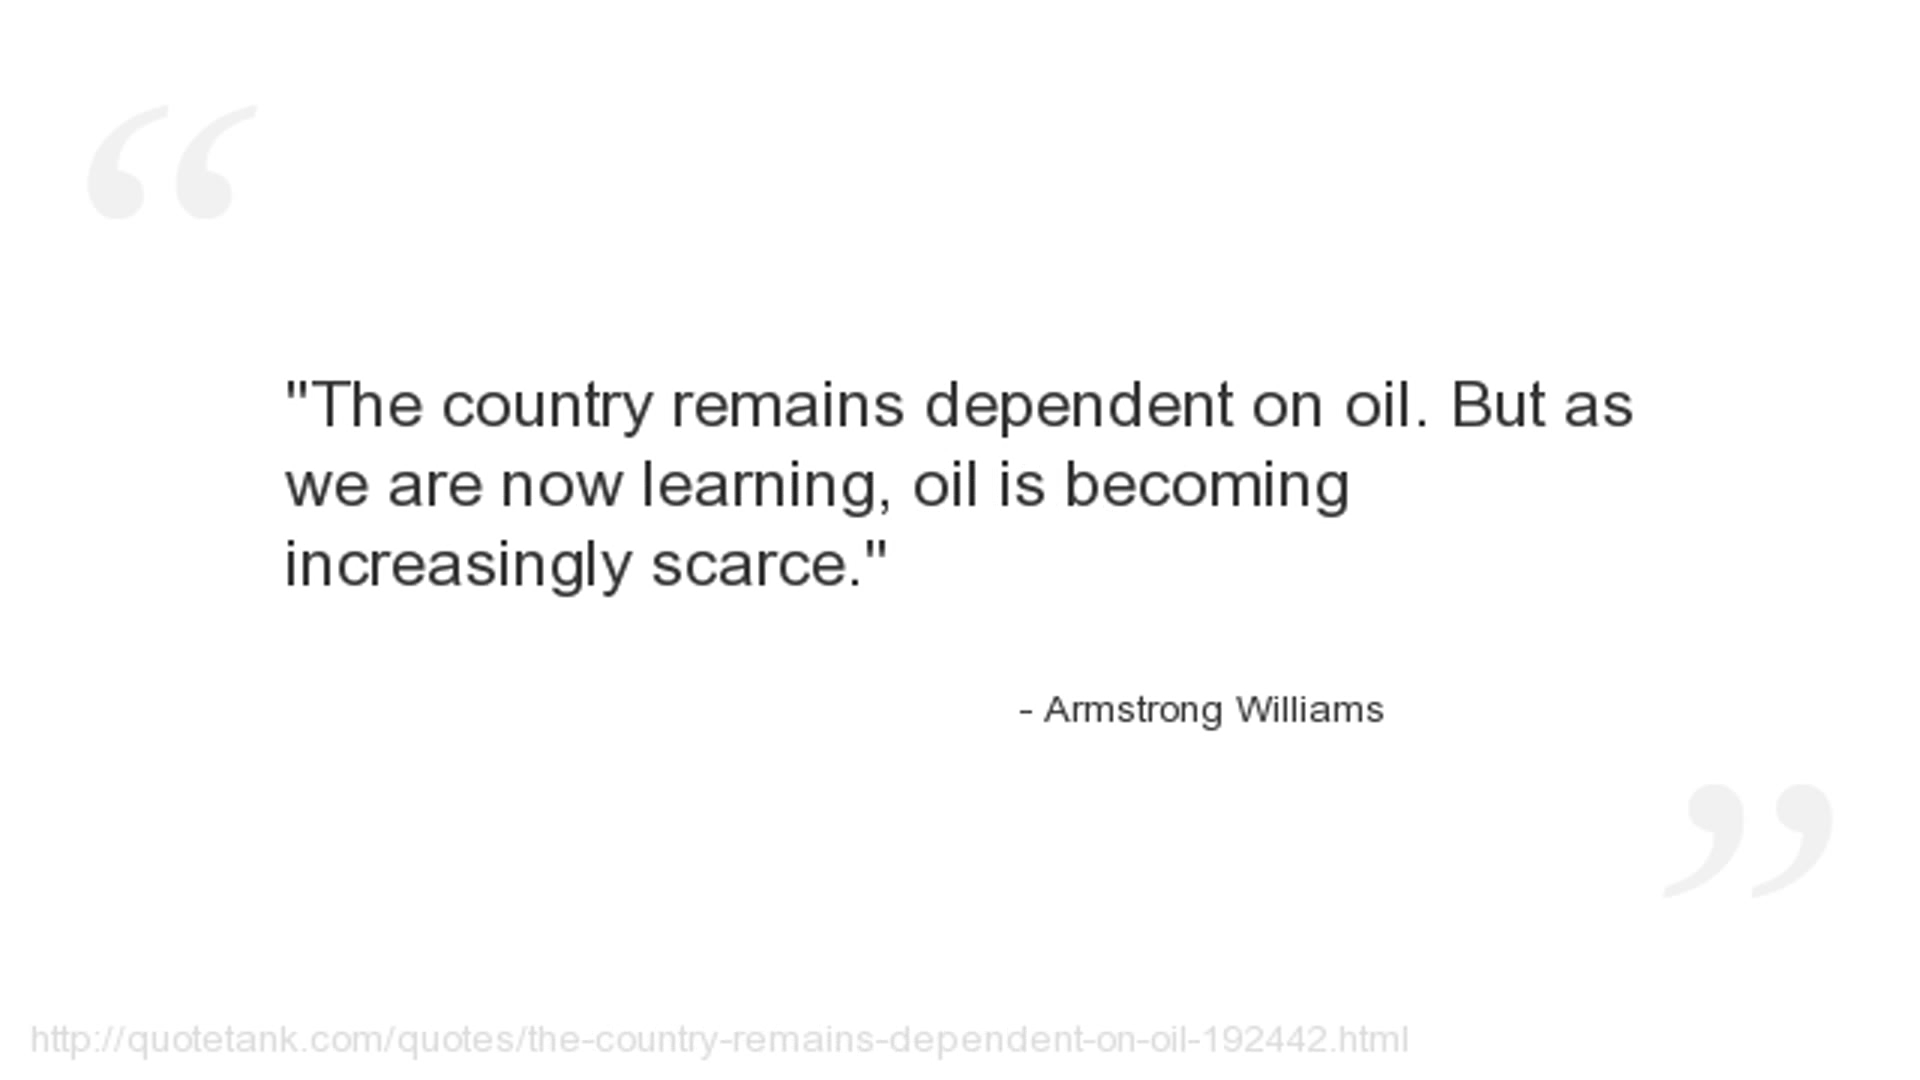 "The country remains dependent on oil. But as
we are now learning, oil is becoming
increasingly scarce."
- Armstrong Williams
http://quotetank.com/quotes/the-country-remains-dependent-on-oil-192442.html